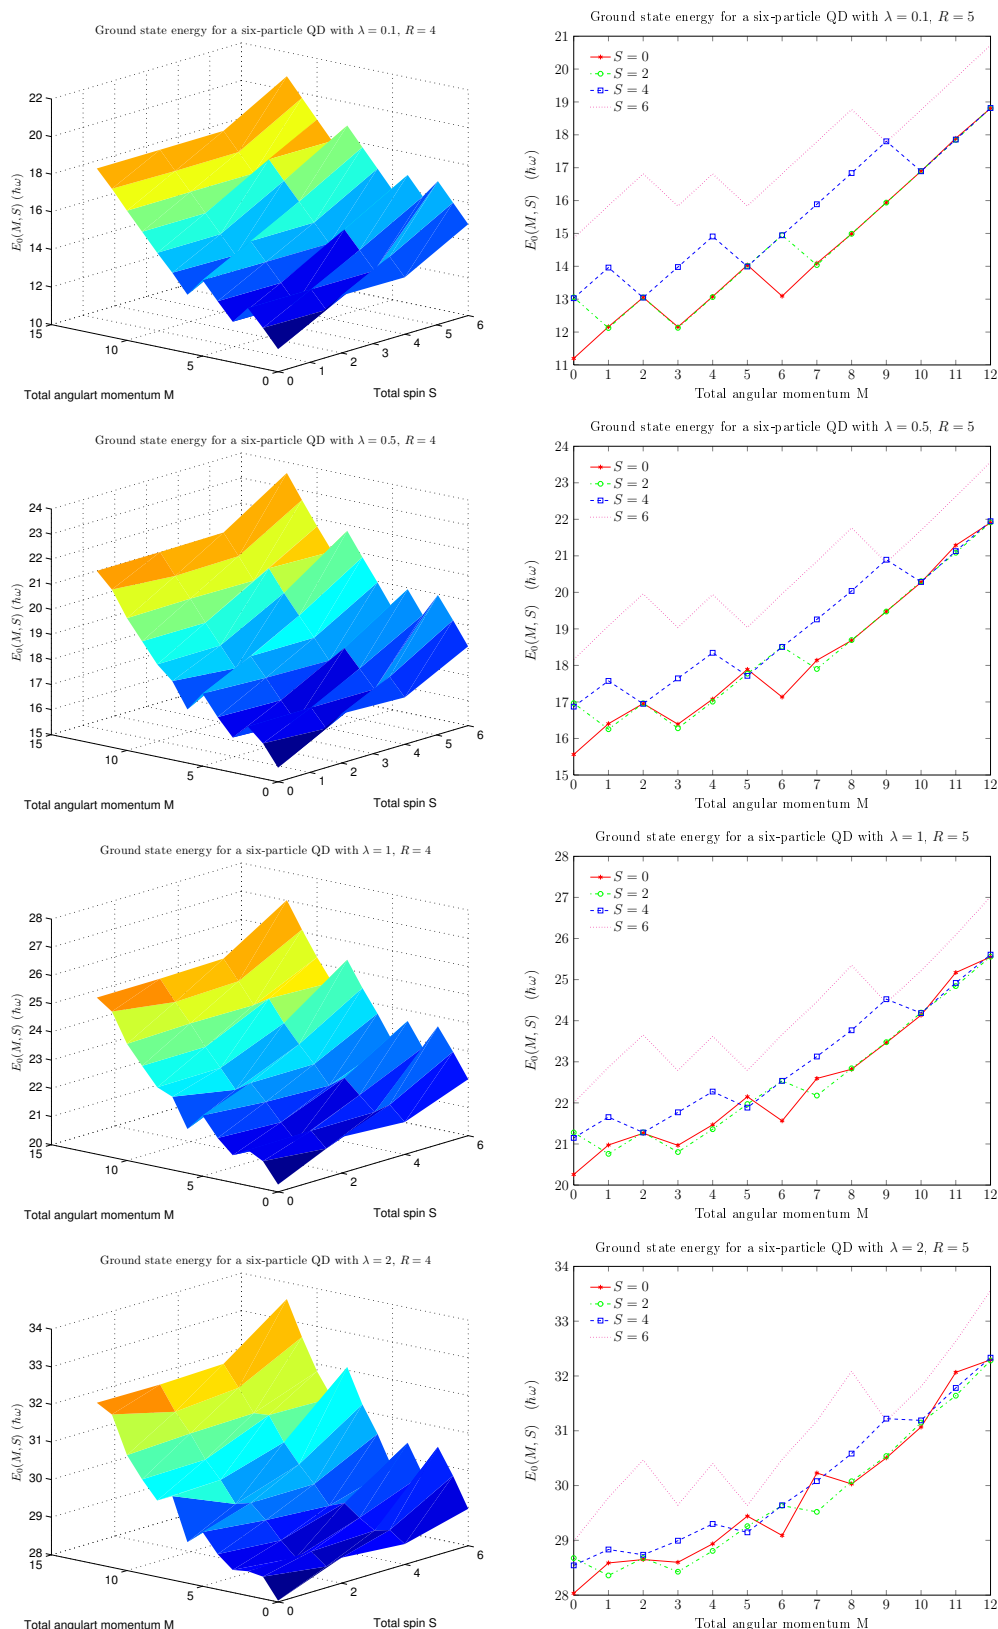 Ground state energy for a six-particle QD with λ = 0.1, R = 4
E₀(M, S) (ħω)
22
20
18
16
14
12
10
15
10
5
0
0
1
2
3
4
5
6
Total angulart momentum M
Total spin S
Ground state energy for a six-particle QD with λ = 0.1, R = 5
S = 0
S = 2
S = 4
S = 6
E₀(M, S) (ħω)
21
20
19
18
17
16
15
14
13
12
11
0 1 2 3 4 5 6 7 8 9 10 11 12
Total angular momentum M
Ground state energy for a six-particle QD with λ = 0.5, R = 4
E₀(M, S) (ħω)
24
23
22
21
20
19
18
17
16
15
15
10
5
0
0
1
2
3
4
5
6
Total angulart momentum M
Total spin S
Ground state energy for a six-particle QD with λ = 0.5, R = 5
S = 0
S = 2
S = 4
S = 6
E₀(M, S) (ħω)
24
23
22
21
20
19
18
17
16
15
0 1 2 3 4 5 6 7 8 9 10 11 12
Total angular momentum M
Ground state energy for a six-particle QD with λ = 1, R = 4
E₀(M, S) (ħω)
28
27
26
25
24
23
22
21
20
15
10
5
0
0
2
4
6
Total angulart momentum M
Total spin S
Ground state energy for a six-particle QD with λ = 1, R = 5
S = 0
S = 2
S = 4
S = 6
E₀(M, S) (ħω)
28
27
26
25
24
23
22
21
20
0 1 2 3 4 5 6 7 8 9 10 11 12
Total angular momentum M
Ground state energy for a six-particle QD with λ = 2, R = 4
E₀(M, S) (ħω)
34
33
32
31
30
29
28
15
10
5
0
0
2
4
6
Total angulart momentum M
Total spin S
Ground state energy for a six-particle QD with λ = 2, R = 5
S = 0
S = 2
S = 4
S = 6
E₀(M, S) (ħω)
34
33
32
31
30
29
28
0 1 2 3 4 5 6 7 8 9 10 11 12
Total angular momentum M